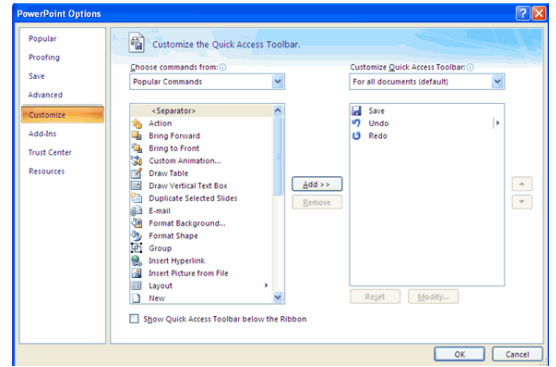 PowerPoint Options
Popular
Proofing
Save
Advanced
Customize
Add-Ins
Trust Center
Resources
Customize the Quick Access Toolbar.
Choose commands from:
Popular Commands
<Separator>
Action
Bring Forward
Bring to Front
Custom Animation...
Draw Table
Draw Vertical Text Box
Duplicate Selected Slides
E-mail
Format Background...
Format Shape
Group
Insert Hyperlink
Insert Picture from File
Layout
New
Show Quick Access Toolbar below the Ribbon
Add >>
Remove
Customize Quick Access Toolbar:
For all documents (default)
Save
Undo
Redo
Reset
Modify...
OK
Cancel